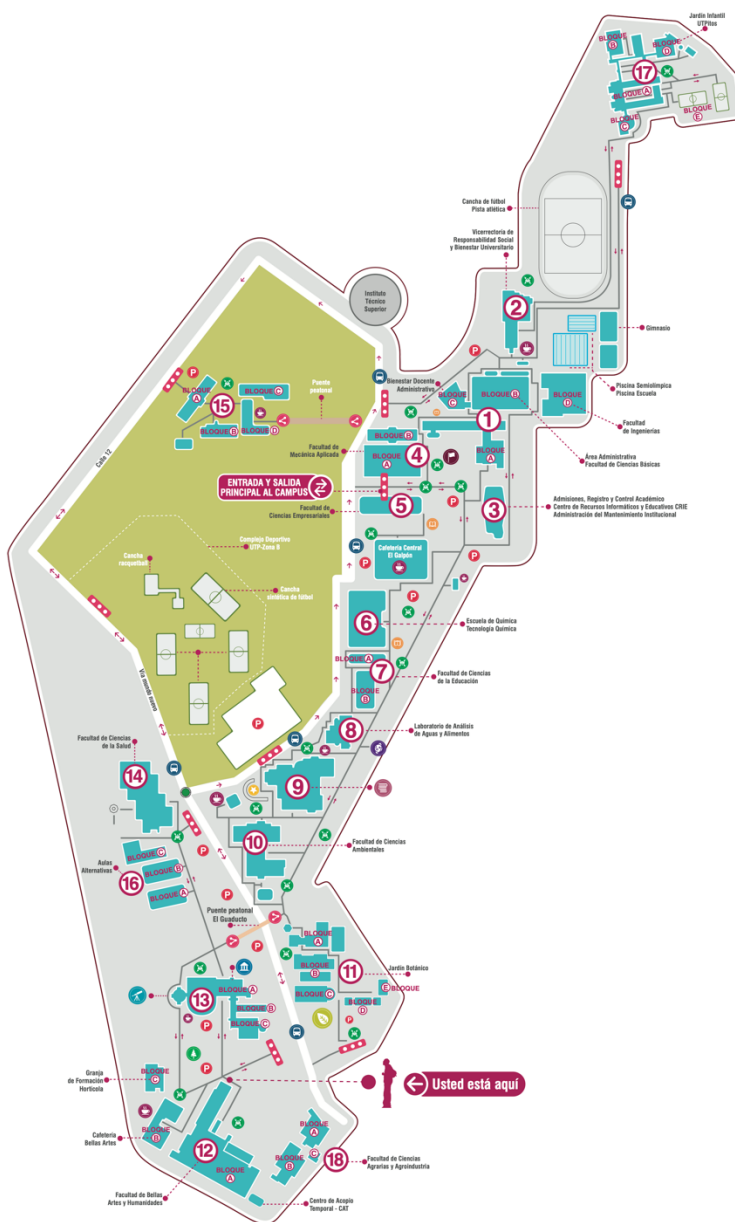 Jardín Infantil
UTPitos
BLOQUE
B
BLOQUE
D
17
BLOQUE A
BLOQUE
E
BLOQUE
C
Cancha de fútbol
Pista atlética
Vicerrectoría de
Responsabilidad Social
y Bienestar Universitario
Instituto
Técnico
Superior
2
Gimnasio
P
P
Puente
peatonal
Bienestar Docente
Administrativo
Piscina Semiolímpica
Piscina Escuela
BLOQUE
A
BLOQUE C
15
BLOQUE B
BLOQUE D
BLOQUE
C
BLOQUE B
BLOQUE
D
Facultad
de Ingenierías
1
Calle 12
Facultad de
Mecánica Aplicada
BLOQUE B
BLOQUE
A
4
BLOQUE
A
Área Administrativa
Facultad de Ciencias Básicas
ENTRADA Y SALIDA
PRINCIPAL AL CAMPUS
P
Facultad de
Ciencias Empresariales
5
3
Admisiones, Registro y Control Académico
Centro de Recursos Informáticos y Educativos CRIE
Administración del Mantenimiento Institucional
Complejo Deportivo
UTP-Zona B
Cancha
rasquetball
Cafetería Central
El Galpón
P
Cancha
sintética de fútbol
P
6
Escuela de Química
Tecnología Química
BLOQUE A
7
BLOQUE
B
Facultad de Ciencias
de la Educación
Vía mundo nuevo
P
8
Laboratorio de Análisis
de Aguas y Alimentos
Facultad de Ciencias
de la Salud
14
9
P
10
Facultad de Ciencias
Ambientales
BLOQUE C
Aulas
Alternativas
16
BLOQUE B
BLOQUE A
P
P
Puente peatonal
El Guaducto
P
BLOQUE
A
BLOQUE
B
11
Jardín Botánico
BLOQUE C
E BLOQUE
BLOQUE
D
13
BLOQUE A
BLOQUE B
BLOQUE C
P
P
P
Granja
de Formación
Hortícola
BLOQUE
C
Usted está aquí
Cafetería
Bellas Artes
BLOQUE
B
12
BLOQUE
A
BLOQUE
A
BLOQUE
B
C
18
Facultad de Ciencias
Agrarias y Agroindustria
Facultad de Bellas
Artes y Humanidades
Centro de Acopio
Temporal - CAT